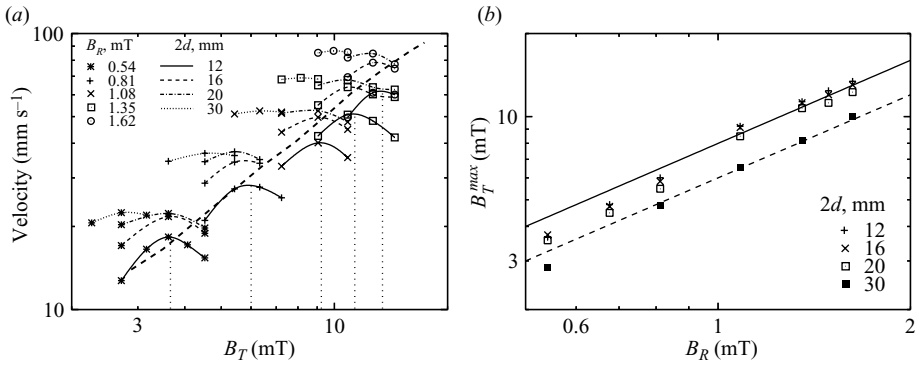 (a)
(b)
B_R, mT
2d, mm
0.54
12
0.81
16
1.08
20
1.35
30
1.62
Velocity (mm s⁻¹)
100
10
3
10
B_T (mT)
B_T^max (mT)
10
3
2d, mm
12
16
20
30
0.6
1
2
B_R (mT)